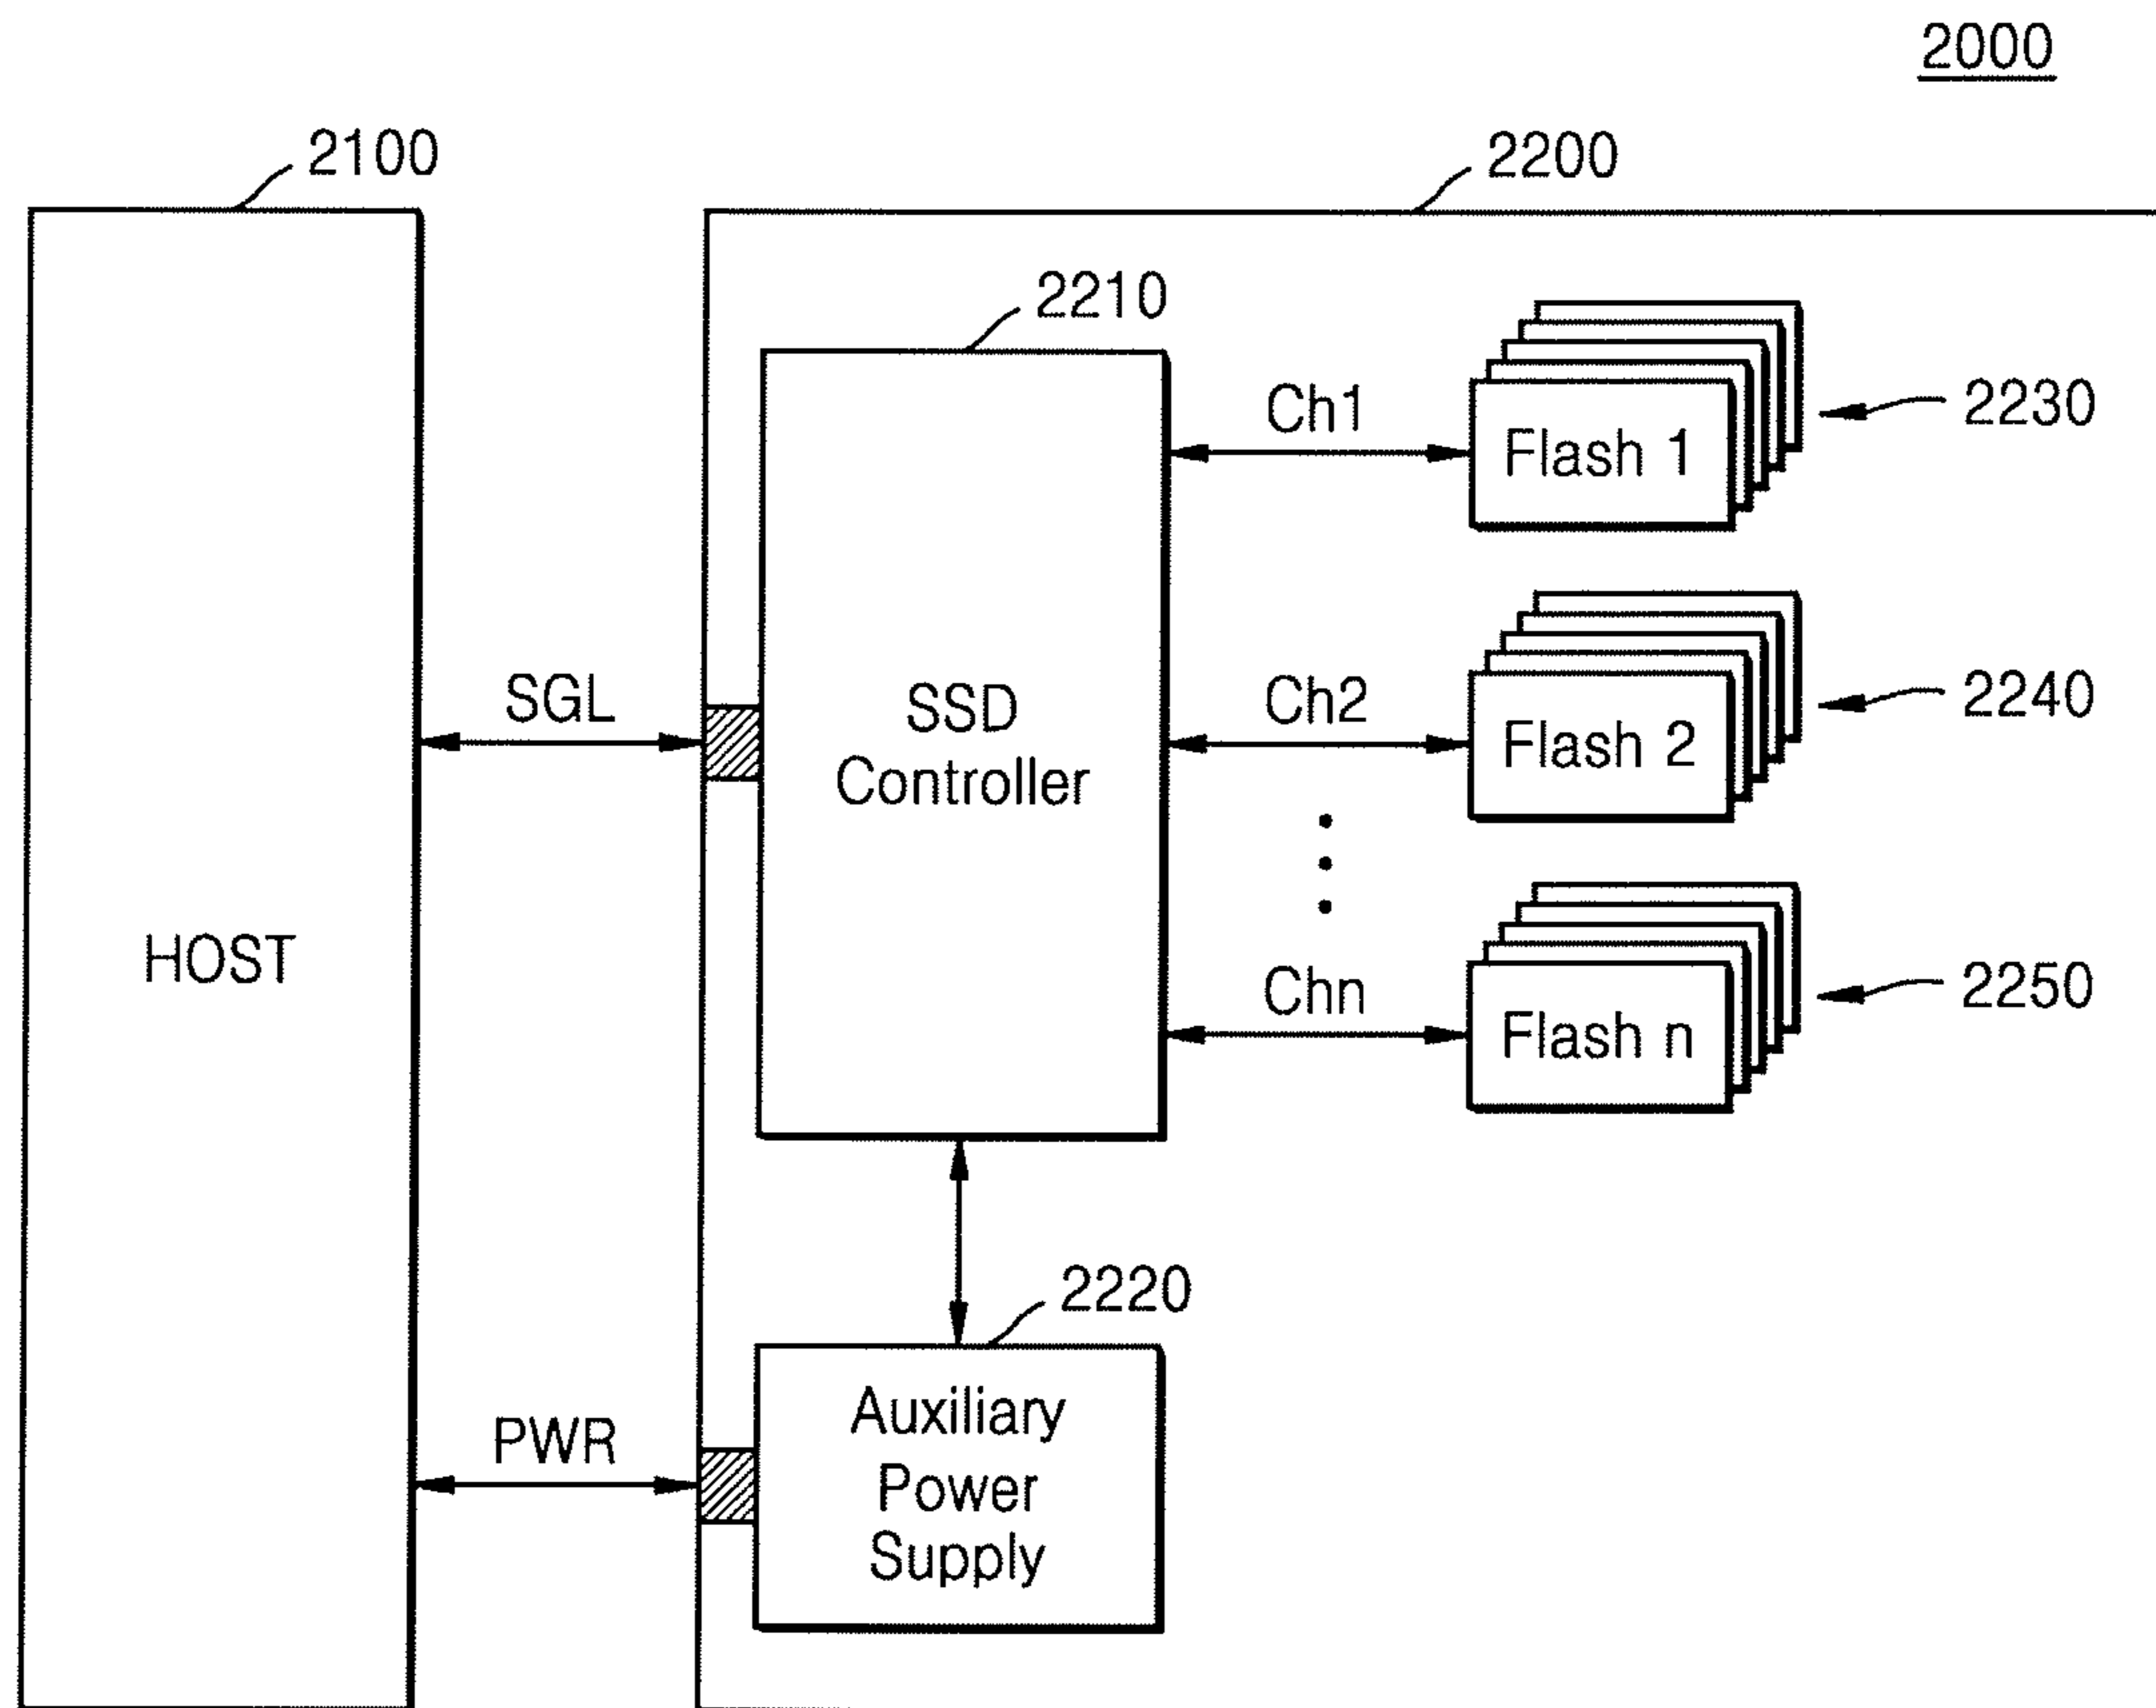 2000
2100
2200
2210
Ch1
Flash 1
2230
SGL
SSD
Controller
Ch2
Flash 2
2240
HOST
Chn
Flash n
2250
2220
PWR
Auxiliary
Power
Supply